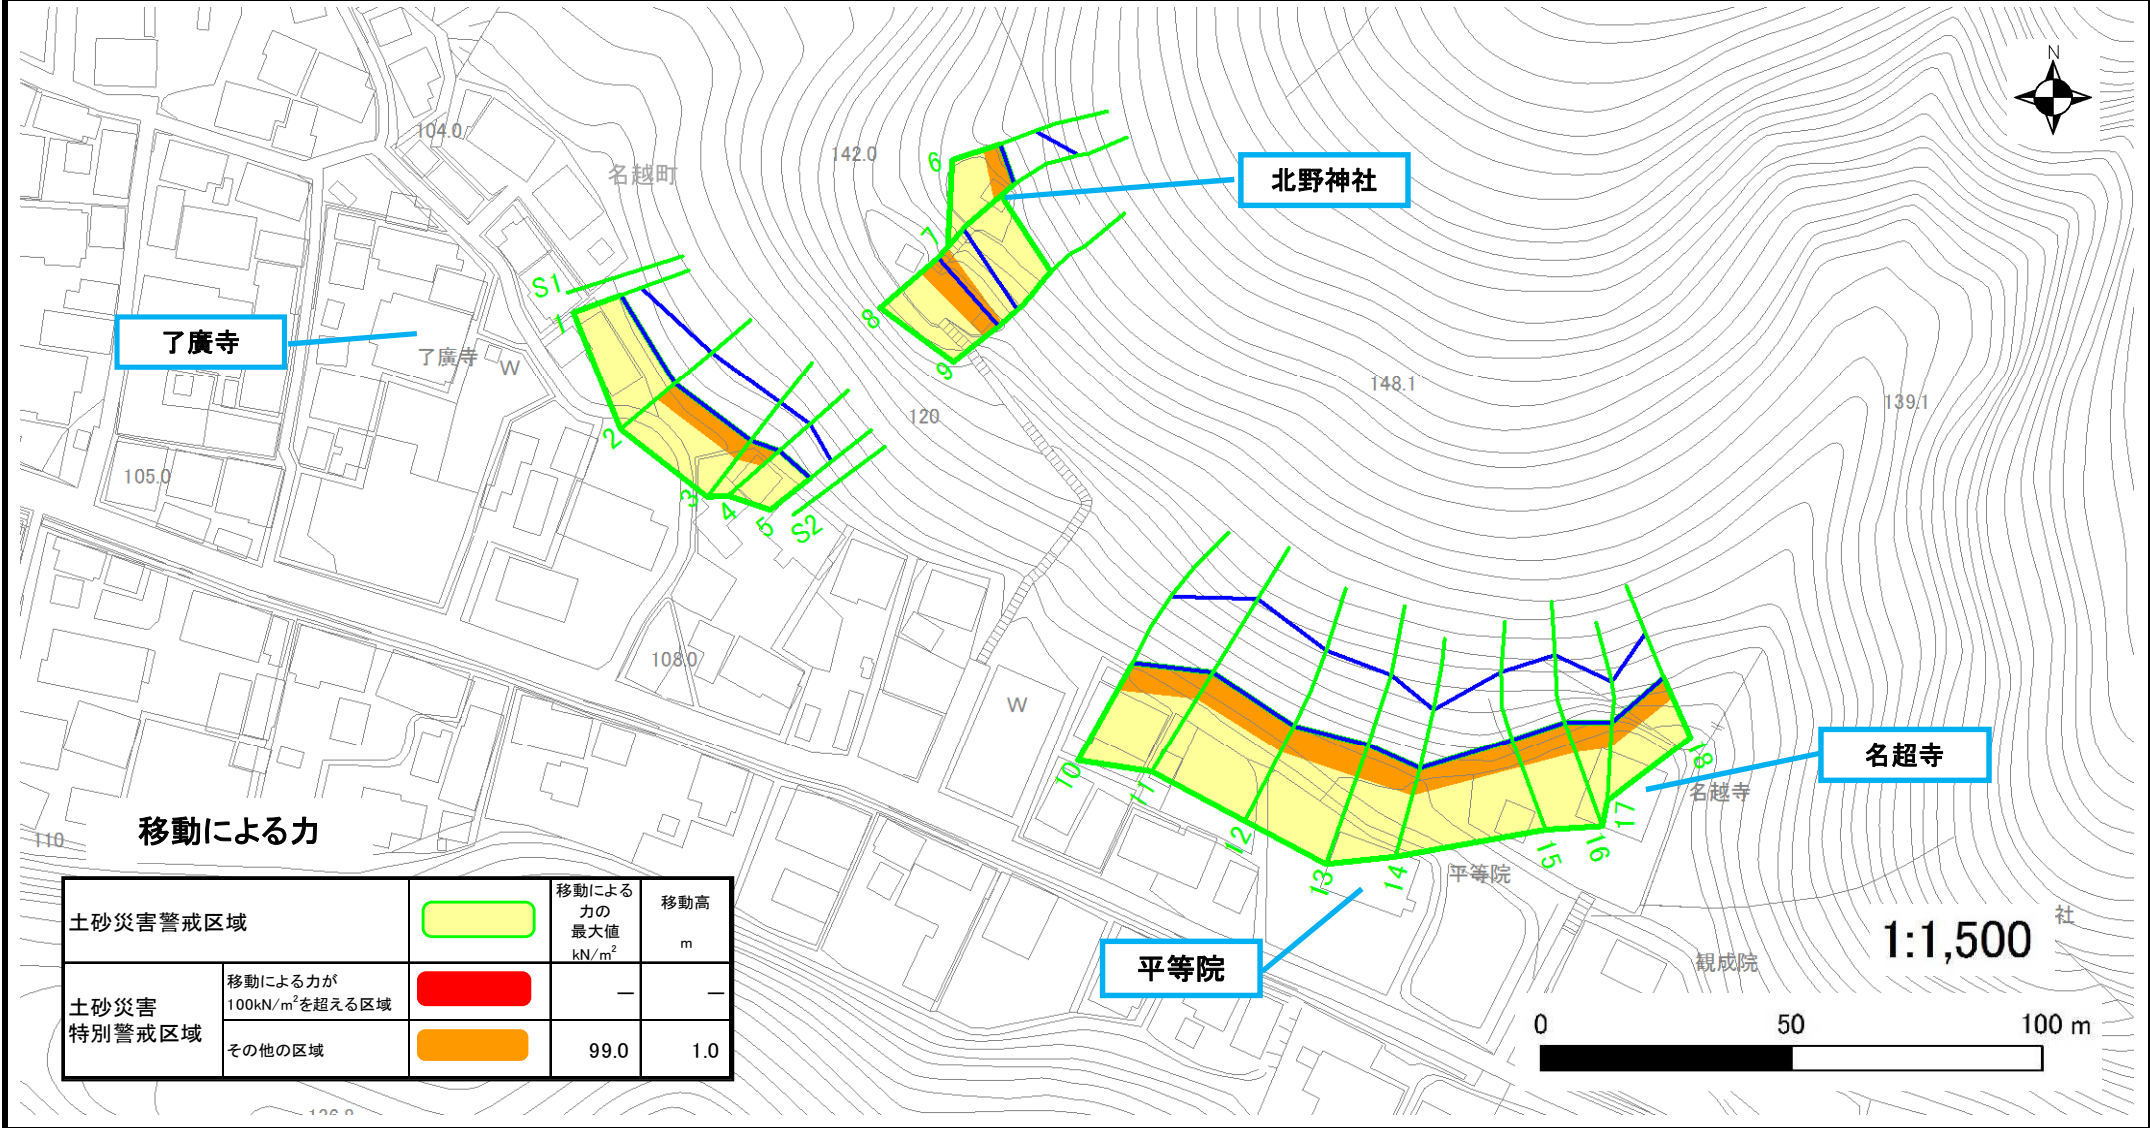 N
104.0
142.0
名越町
6
北野神社
7
S1
1
8
了廣寺
了廣寺
W
9
148.1
139.1
120
2
105.0
3
4
5
S2
108.0
W
10
11
12
13
14
15
16
17
18
名超寺
名越寺
平等院
平等院
観成院
社
110
移動による力
土砂災害警戒区域
移動による
力の
最大値
kN/m²
移動高
m
土砂災害
特別警戒区域
移動による力が
100kN/m²を超える区域
—
—
その他の区域
99.0
1.0
1:1,500
0 50 100 m